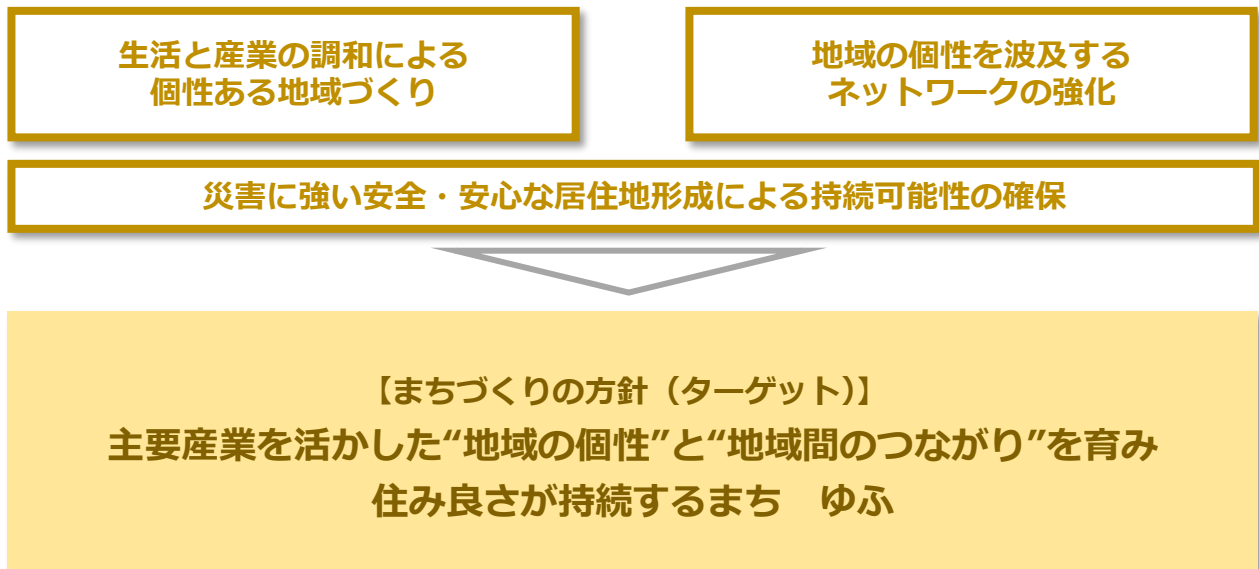 生活と産業の調和による
個性ある地域づくり
地域の個性を波及する
ネットワークの強化
災害に強い安全・安心な居住地形成による持続可能性の確保
【まちづくりの方針（ターゲット）】
主要産業を活かした“地域の個性”と“地域間のつながり”を育み
住み良さが持続するまち　ゆふ